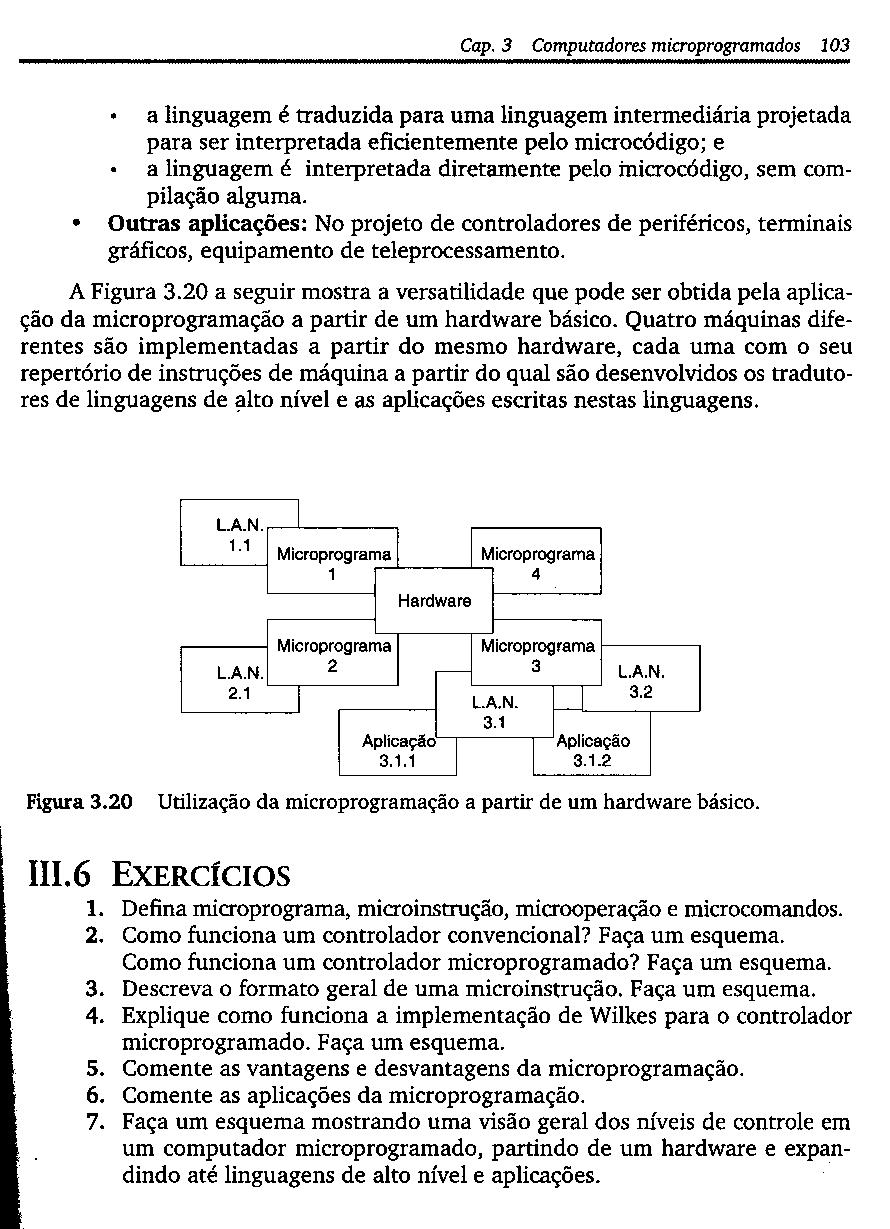 Cap. 3 Computadores microprogramados 103
• a linguagem é traduzida para uma linguagem intermediária projetada
para ser interpretada eficientemente pelo microcódigo; e
• a linguagem é interpretada diretamente pelo microcódigo, sem com-
pilação alguma.
• Outras aplicações: No projeto de controladores de periféricos, terminais
gráficos, equipamento de teleprocessamento.
A Figura 3.20 a seguir mostra a versatilidade que pode ser obtida pela aplica-
ção da microprogramação a partir de um hardware básico. Quatro máquinas dife-
rentes são implementadas a partir do mesmo hardware, cada uma com o seu
repertório de instruções de máquina a partir do qual são desenvolvidos os traduto-
res de linguagens de alto nível e as aplicações escritas nestas linguagens.
L.A.N.
1.1
Microprograma
1
Microprograma
4
Hardware
Microprograma
2
Microprograma
3
L.A.N.
2.1
L.A.N.
3.2
L.A.N.
3.1
Aplicação
3.1.1
Aplicação
3.1.2
Figura 3.20 Utilização da microprogramação a partir de um hardware básico.
III.6 EXERCÍCIOS
1. Defina microprograma, microinstrução, microoperação e microcomandos.
2. Como funciona um controlador convencional? Faça um esquema.
Como funciona um controlador microprogramado? Faça um esquema.
3. Descreva o formato geral de uma microinstrução. Faça um esquema.
4. Explique como funciona a implementação de Wilkes para o controlador
microprogramado. Faça um esquema.
5. Comente as vantagens e desvantagens da microprogramação.
6. Comente as aplicações da microprogramação.
7. Faça um esquema mostrando uma visão geral dos níveis de controle em
um computador microprogramado, partindo de um hardware e expan-
dindo até linguagens de alto nível e aplicações.